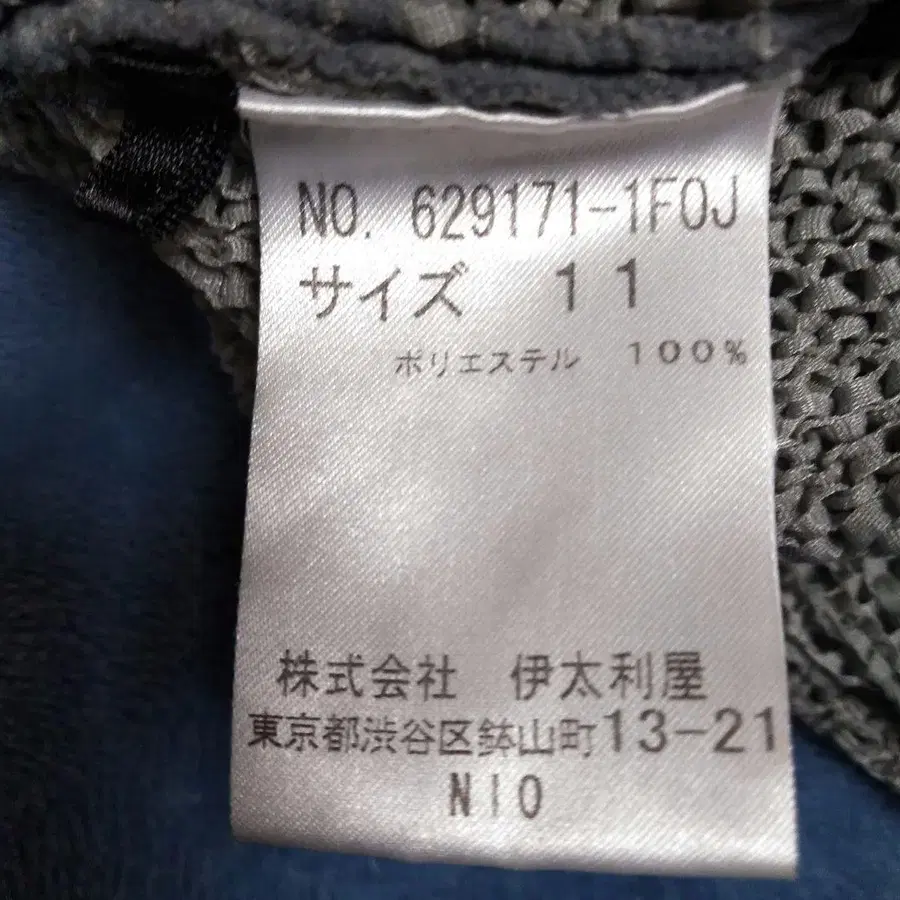 NO. 629171-1F0J
サイズ 11
ポリエステル 100%
株式会社 伊太利屋
東京都渋谷区鉢山町13-21
N10